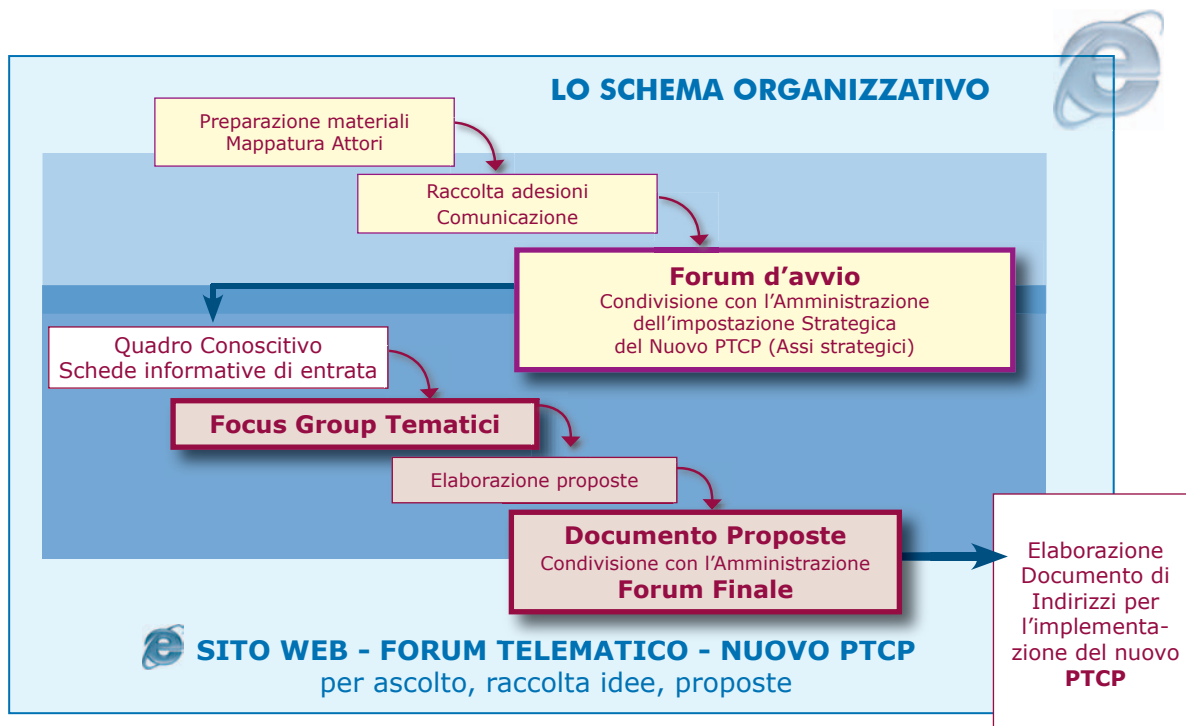 LO SCHEMA ORGANIZZATIVO
Preparazione materiali
Mappatura Attori
Raccolta adesioni
Comunicazione
Forum d'avvio
Condivisione con l'Amministrazione
dell'impostazione Strategica
del Nuovo PTCP (Assi strategici)
Quadro Conoscitivo
Schede informative di entrata
Focus Group Tematici
Elaborazione proposte
Documento Proposte
Condivisione con l'Amministrazione
Forum Finale
Elaborazione
Documento di
Indirizzi per
l'implementa-
zione del nuovo
PTCP
SITO WEB - FORUM TELEMATICO - NUOVO PTCP
per ascolto, raccolta idee, proposte